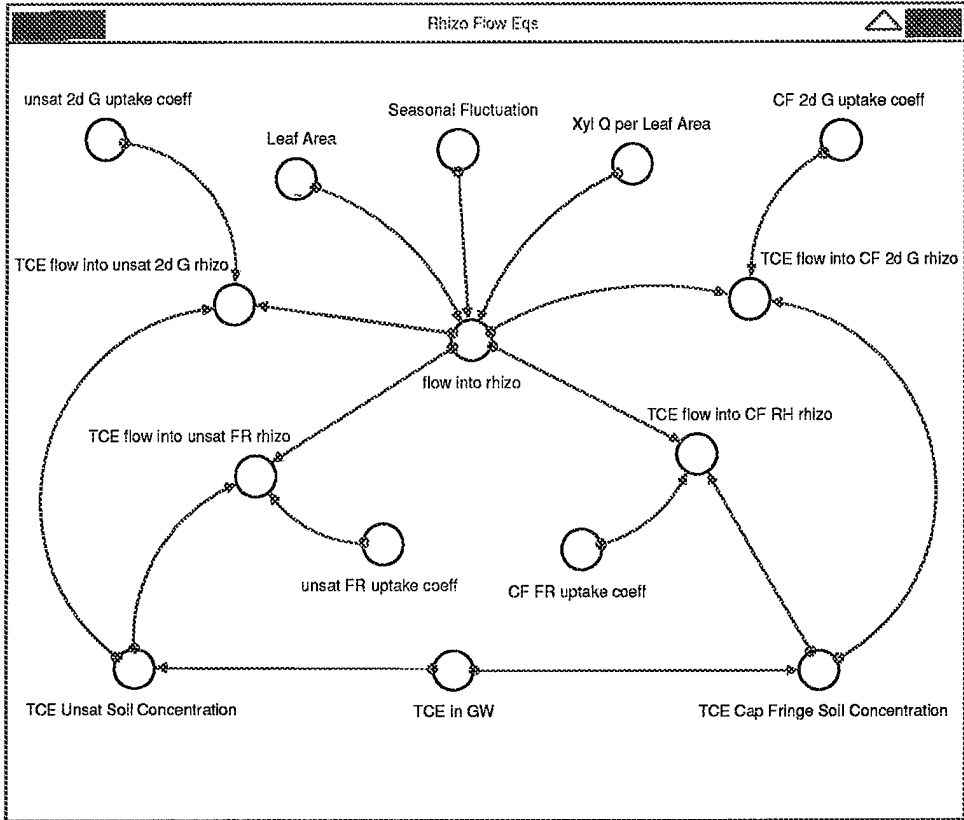 Rhizo Flow Eqs
unsat 2d G uptake coeff
Leaf Area
Seasonal Fluctuation
Xyl Q per Leaf Area
CF 2d G uptake coeff
~
TCE flow into unsat 2d G rhizo
TCE flow into CF 2d G rhizo
flow into rhizo
TCE flow into unsat FR rhizo
TCE flow into CF RH rhizo
unsat FR uptake coeff
CF FR uptake coeff
TCE Unsat Soil Concentration
TCE in GW
TCE Cap Fringe Soil Concentration